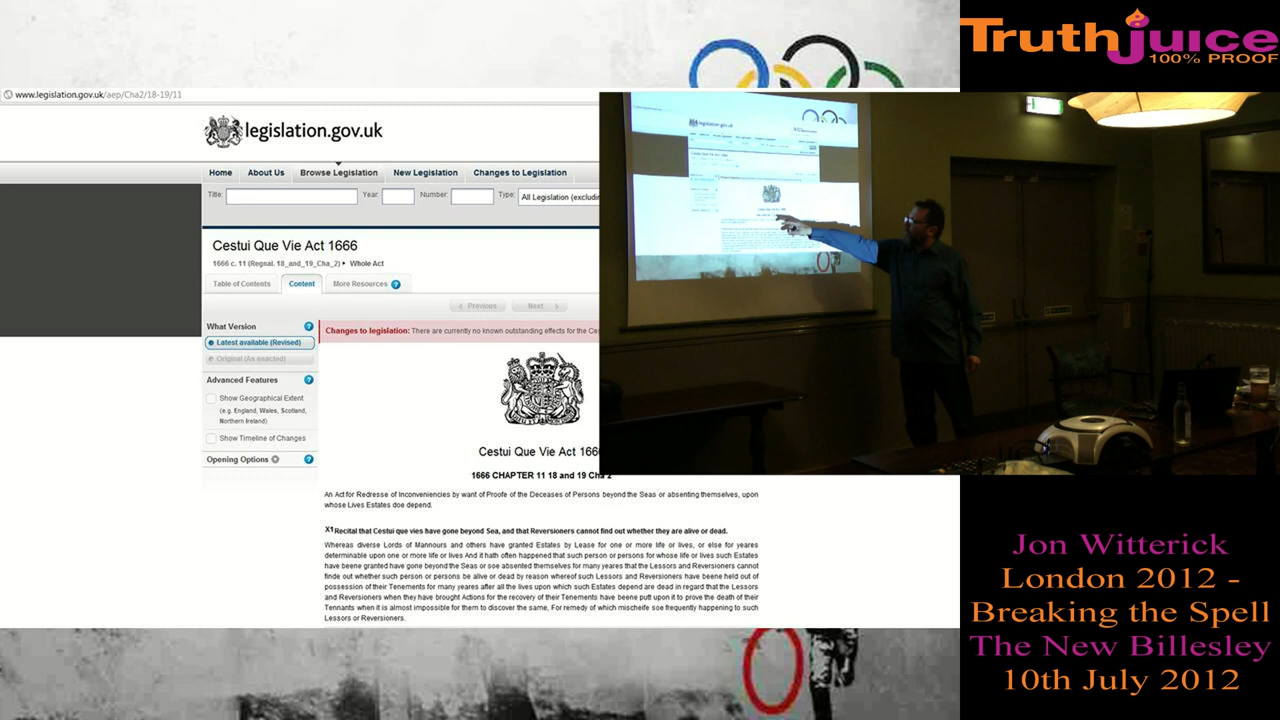 Truthjuice
100% PROOF
www.legislation.gov.uk/aep/Cha2/18-19/11
legislation.gov.uk
Home About Us Browse Legislation New Legislation Changes to Legislation
Title: Year: Number: Type: All Legislation (excludin
Cestui Que Vie Act 1666
1666 c. 11 (Regnal. 18_and_19_Cha_2) Whole Act
Table of Contents Content More Resources ?
Previous Next
What Version ?
Latest available (Revised)
Original (As enacted)
Advanced Features ?
Show Geographical Extent
(e.g. England, Wales, Scotland,
Northern Ireland)
Show Timeline of Changes
Opening Options ?
Changes to legislation: There are currently no known outstanding effects for the Ces
Cestui Que Vie Act 166
1666 CHAPTER 11 18 and 19 Cha 2
An Act for Redresse of Inconveniencies by want of Proofe of the Deceases of Persons beyond the Seas or absenting themselves, upon
whose Lives Estates doe depend.
X1 Recital that Cestui que vies have gone beyond Sea, and that Reversioners cannot find out whether they are alive or dead.
Whereas diverse Lords of Mannours and others have granted Estates by Lease for one or more life or lives, or else for yeares
determinable upon one or more life or lives And it hath often happened that such person or persons for whose life or lives such Estates
have beene granted have gone beyond the Seas or soe absented themselves for many yeares that the Lessors and Reversioners cannot
finde out whether such person or persons be alive or dead by reason whereof such Lessors and Reversioners have beene held out of
possession of their Tenements for many yeares after all the lives upon which such Estates depend are dead in regard that the Lessors
and Reversioners when they have brought Actions for the recovery of their Tenements have been putt upon it to prove the death of their
Tennants when it is almost impossible for them to discover the same, For remedy of which mischeife soe frequently happening to such
Lessors or Reversioners.
Jon Witterick
London 2012 -
Breaking the Spell
The New Billesley
10th July 2012